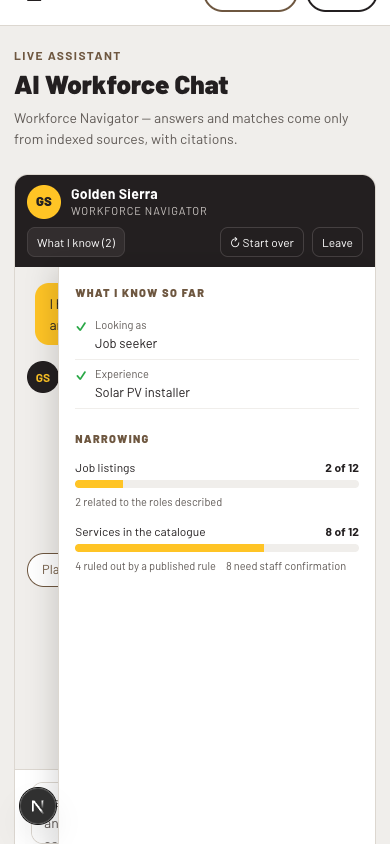 LIVE ASSISTANT
AI Workforce Chat
Workforce Navigator — answers and matches come only
from indexed sources, with citations.
GS
Golden Sierra
WORKFORCE NAVIGATOR
What I know (2)
↻ Start over
Leave
WHAT I KNOW SO FAR
Looking as
Job seeker
GS
Experience
Solar PV installer
NARROWING
Job listings 2 of 12
2 related to the roles described
Services in the catalogue 8 of 12
4 ruled out by a published rule 8 need staff confirmation
N